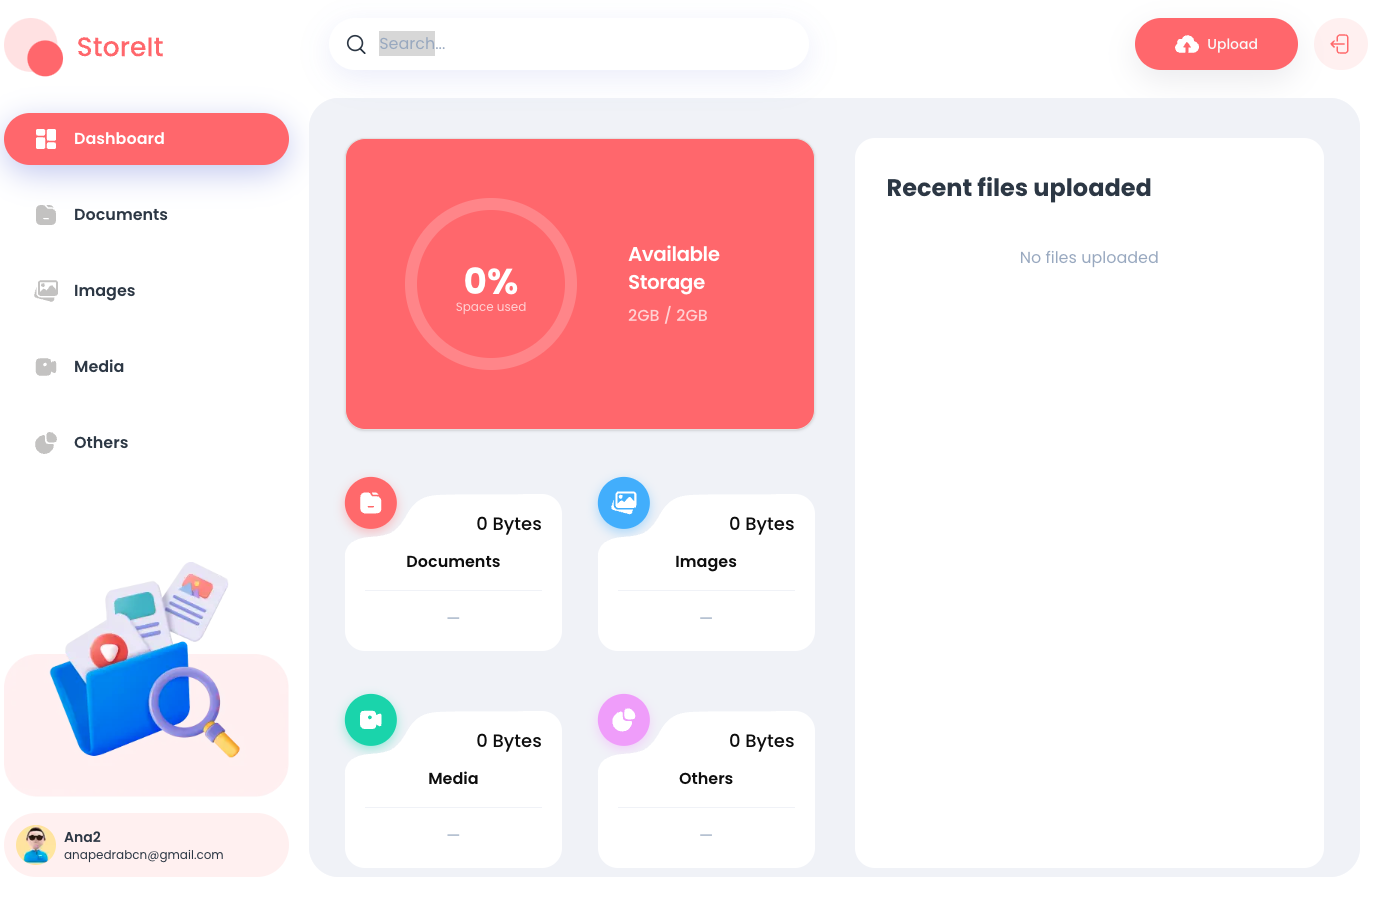 StoreIt
Search...
Upload
Dashboard
Documents
Images
Media
Others
Ana2
anapedrabcn@gmail.com
0%
Space used
Available
Storage
2GB / 2GB
Recent files uploaded
No files uploaded
0 Bytes
Documents
—
0 Bytes
Images
—
0 Bytes
Media
—
0 Bytes
Others
—